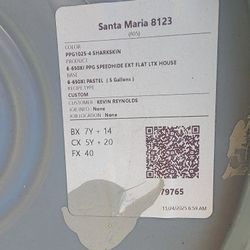 Santa Maria 8123
(A05)
COLOR
PPG1025-4 SHARKSKIN
PRODUCT
6-650XI PPG SPEEDHIDE EXT FLAT LTX HOUSE
BASE
6-650XI PASTEL ( 5 Gallons )
RECIPE TYPE
CUSTOM
CUSTOMER : KEVIN REYNOLDS
JOB INFO : None
JOB LOCATION : None
BX 7Y + 14
CX 5Y + 20
FX 40
79765
11/24/2025 6:59 AM